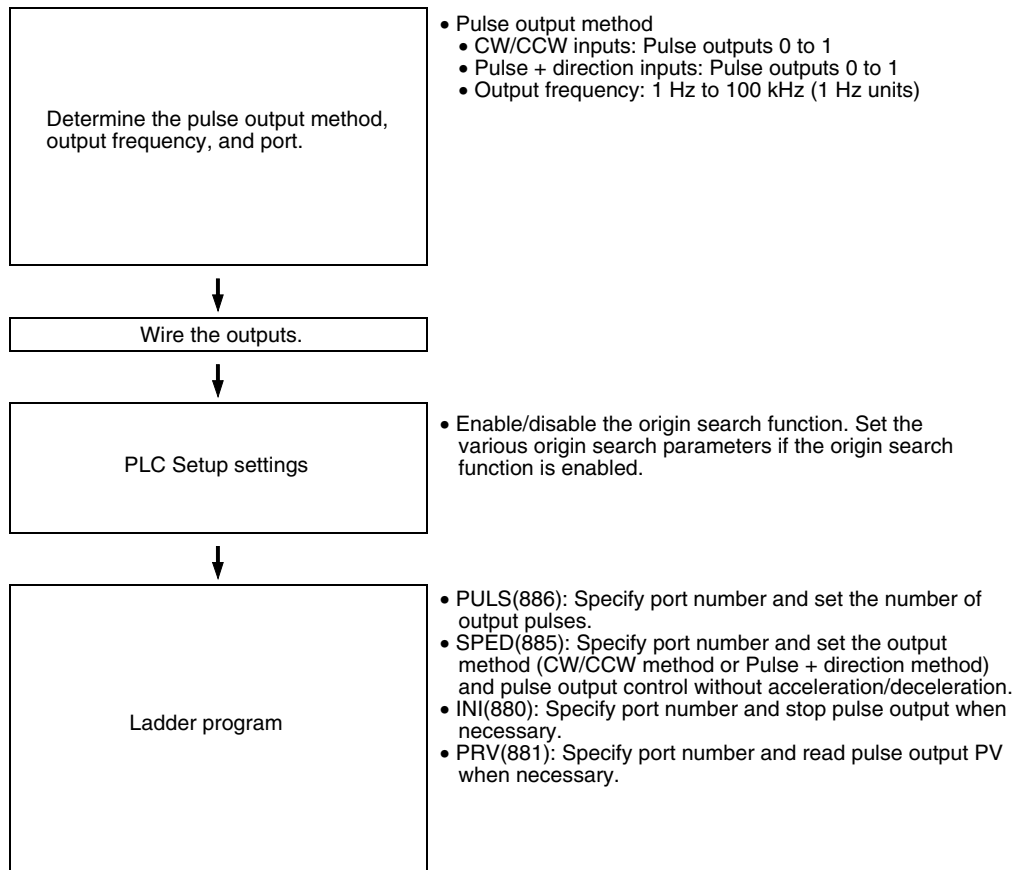 Determine the pulse output method,
output frequency, and port.
• Pulse output method
• CW/CCW inputs: Pulse outputs 0 to 1
• Pulse + direction inputs: Pulse outputs 0 to 1
• Output frequency: 1 Hz to 100 kHz (1 Hz units)
Wire the outputs.
PLC Setup settings
• Enable/disable the origin search function. Set the
various origin search parameters if the origin search
function is enabled.
Ladder program
• PULS(886): Specify port number and set the number of
output pulses.
• SPED(885): Specify port number and set the output
method (CW/CCW method or Pulse + direction method)
and pulse output control without acceleration/deceleration.
• INI(880): Specify port number and stop pulse output when
necessary.
• PRV(881): Specify port number and read pulse output PV
when necessary.